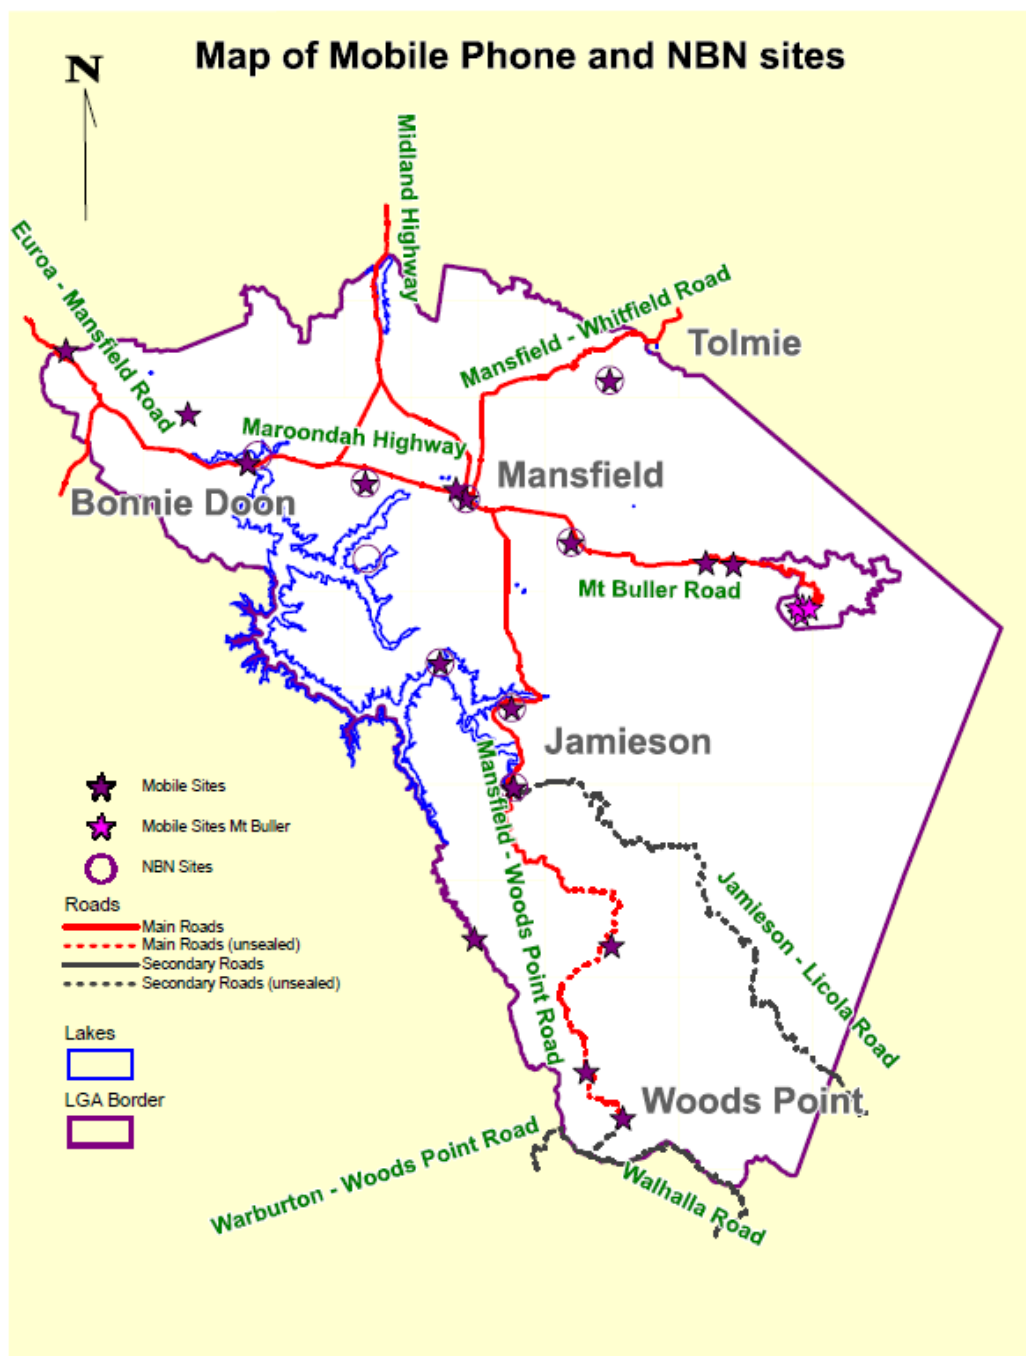 Map of Mobile Phone and NBN sites
N
Midland Highway
Euroa - Mansfield Road
Mansfield - Whitfield Road
Tolmie
Maroondah Highway
Mansfield
Bonnie Doon
Mt Buller Road
Jamieson
Mansfield - Woods Point Road
Jamieson - Licola Road
Woods Point
Warburton - Woods Point Road
Walhalla Road
Mobile Sites
Mobile Sites Mt Buller
NBN Sites
Roads
Main Roads
Main Roads (unsealed)
Secondary Roads
Secondary Roads (unsealed)
Lakes
LGA Border